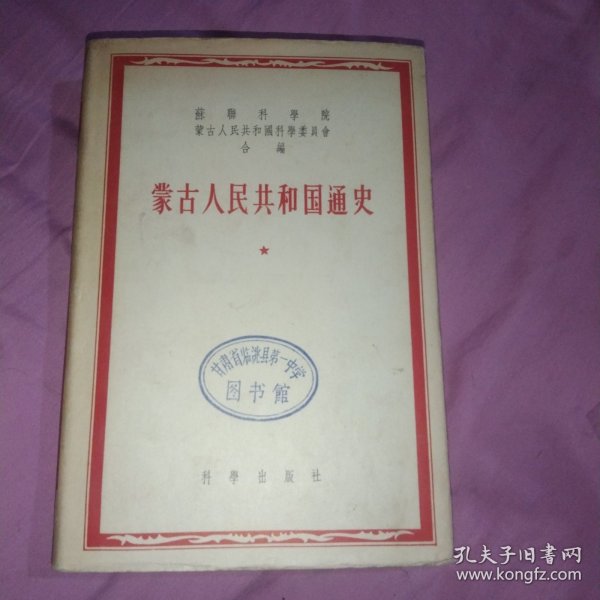 蘇聯科學院
蒙古人民共和國科學委員會
合編
蒙古人民共和国通史
甘肃省临洮县第一中学
图书館
科學出版社
孔夫子旧書网
www.kongfz.com